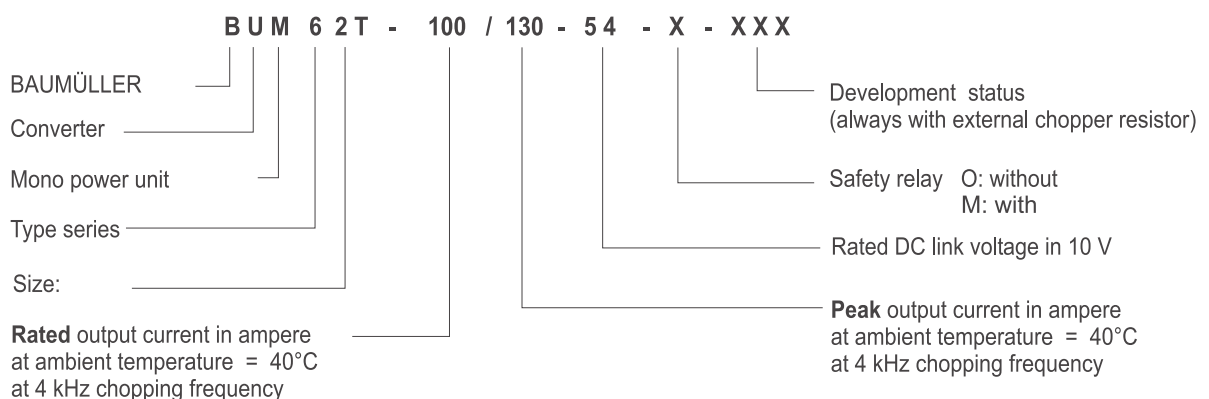 B U M 6 2 T - 100 / 130 - 5 4 - X - X X X
BAUMÜLLER
Converter
Mono power unit
Type series
Size:
Rated output current in ampere
at ambient temperature = 40°C
at 4 kHz chopping frequency
Development status
(always with external chopper resistor)
Safety relay O: without
M: with
Rated DC link voltage in 10 V
Peak output current in ampere
at ambient temperature = 40°C
at 4 kHz chopping frequency